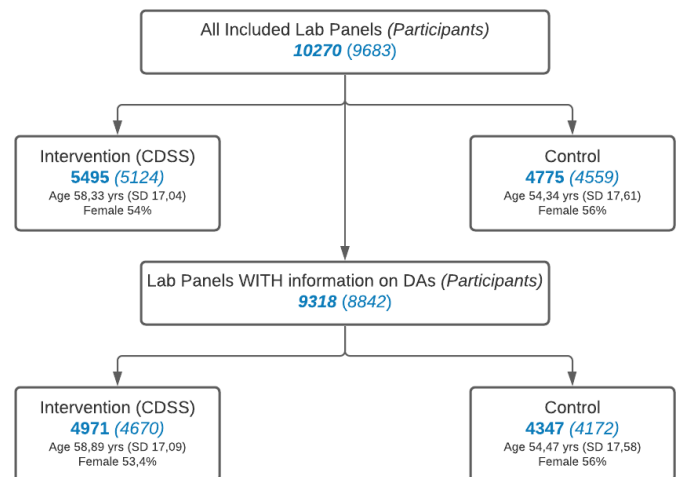 All Included Lab Panels (Participants)
10270 (9683)
Intervention (CDSS)
5495 (5124)
Age 58,33 yrs (SD 17,04)
Female 54%
Control
4775 (4559)
Age 54,34 yrs (SD 17,61)
Female 56%
Lab Panels WITH information on DAs (Participants)
9318 (8842)
Intervention (CDSS)
4971 (4670)
Age 58,89 yrs (SD 17,09)
Female 53,4%
Control
4347 (4172)
Age 54,47 yrs (SD 17,58)
Female 56%